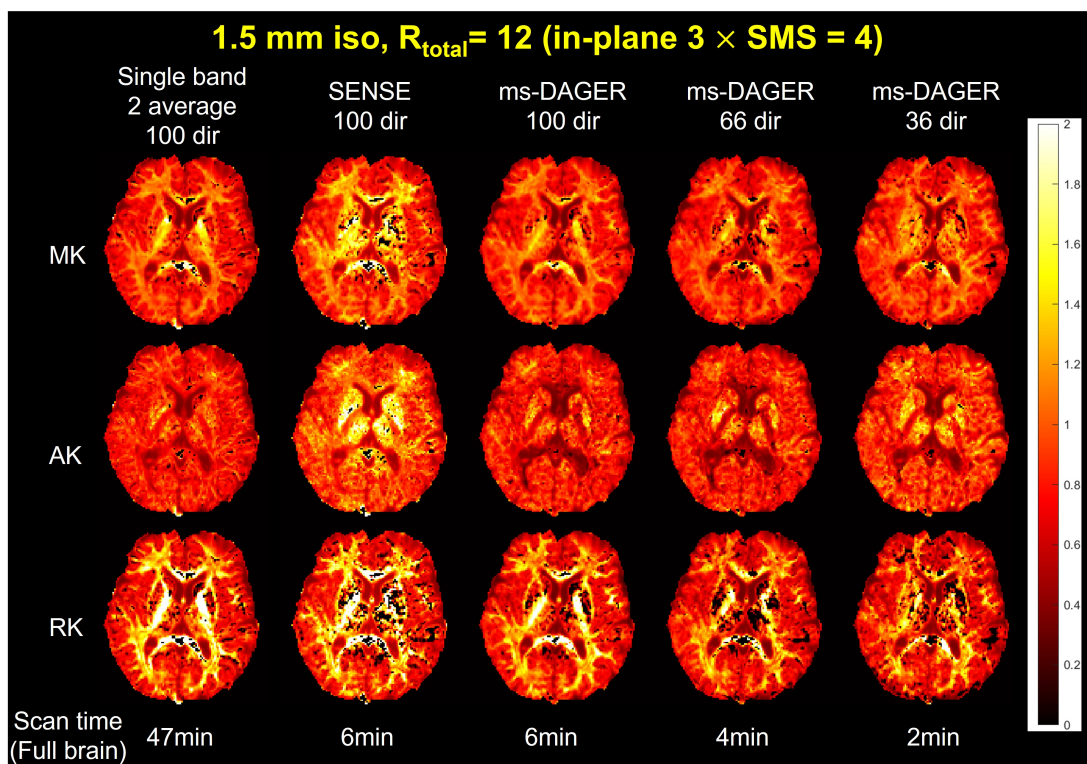 1.5 mm iso, Rtotal= 12 (in-plane 3 × SMS = 4)
Single band
2 average
100 dir
SENSE
100 dir
ms-DAGER
100 dir
ms-DAGER
66 dir
ms-DAGER
36 dir
MK
AK
RK
2
1.8
1.6
1.4
1.2
1
0.8
0.6
0.4
0.2
0
Scan time
(Full brain)
47min
6min
6min
4min
2min